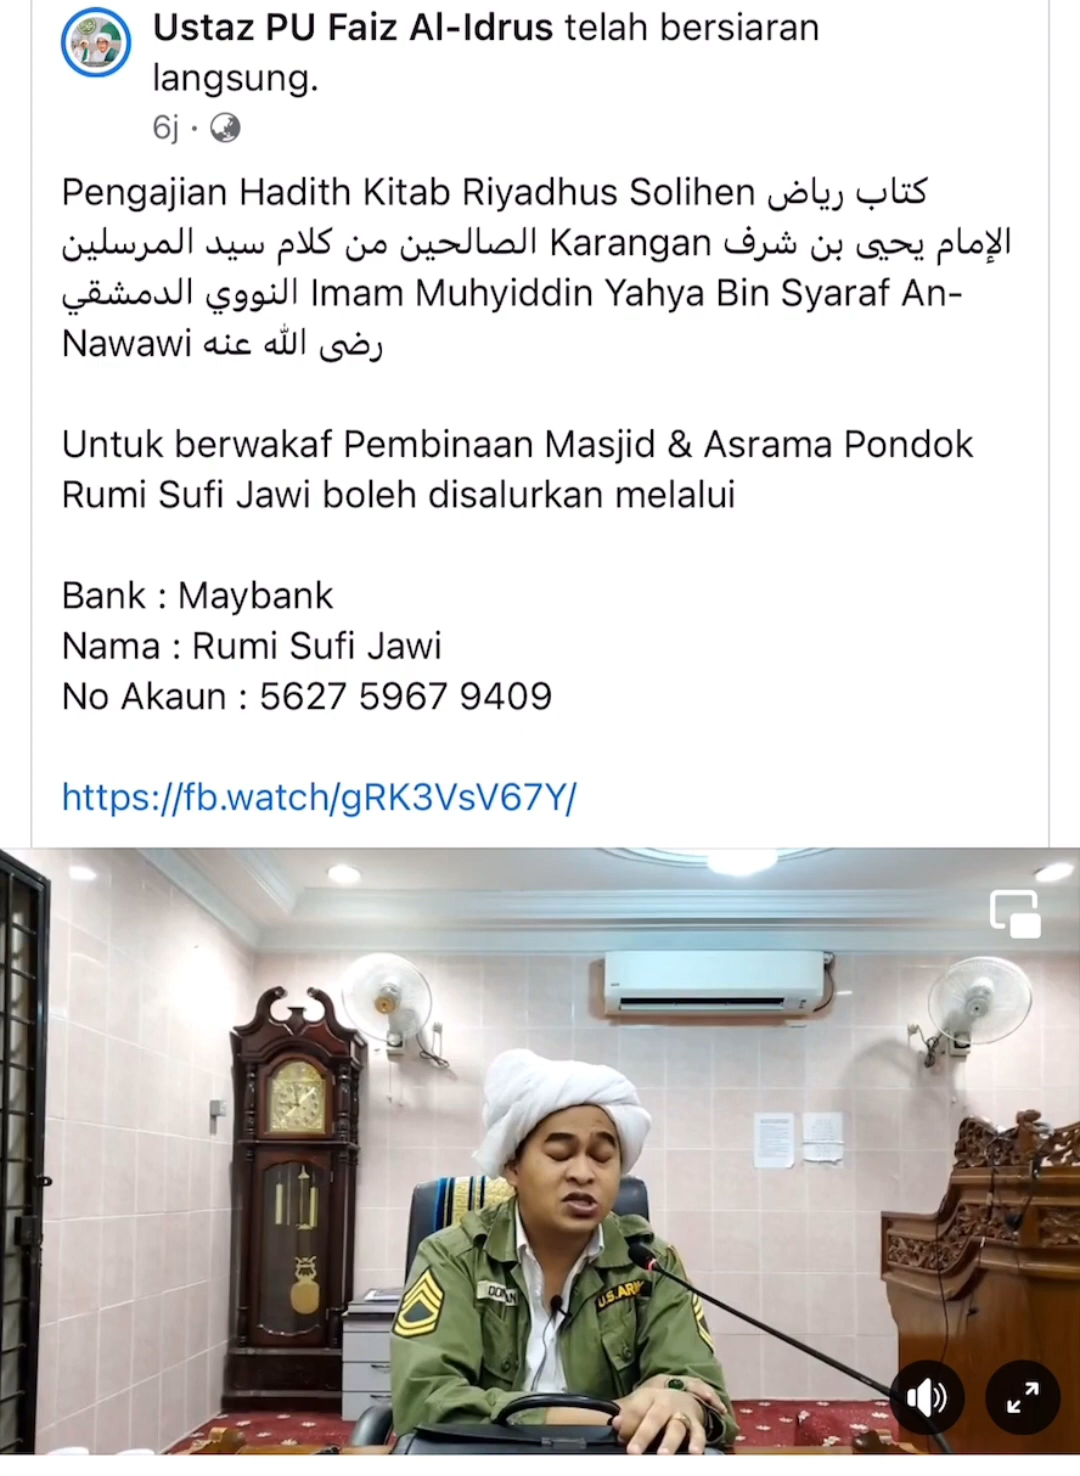 Ustaz PU Faiz Al-Idrus telah bersiaran
langsung.
6j ·
Pengajian Hadith Kitab Riyadhus Solihen كتاب رياض
الصالحين من كلام سيد المرسلين Karangan الإمام يحيى بن شرف
النووي الدمشقي Imam Muhyiddin Yahya Bin Syaraf An-
Nawawi رضى الله عنه
Untuk berwakaf Pembinaan Masjid & Asrama Pondok
Rumi Sufi Jawi boleh disalurkan melalui
Bank : Maybank
Nama : Rumi Sufi Jawi
No Akaun : 5627 5967 9409
https://fb.watch/gRK3VsV67Y/
U.S.ARMY